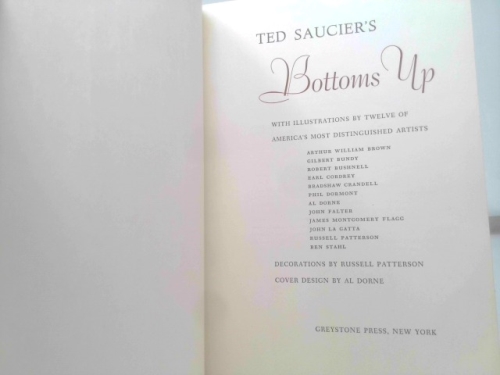 TED SAUCIER'S
Bottoms Up
WITH ILLUSTRATIONS BY TWELVE OF
AMERICA'S MOST DISTINGUISHED ARTISTS
ARTHUR WILLIAM BROWN
GILBERT BUNDY
ROBERT BUSHNELL
EARL CORDREY
BRADSHAW CRANDELL
PHIL DORMONT
AL DORNE
JOHN FALTER
JAMES MONTGOMERY FLAGG
JOHN LA GATTA
RUSSELL PATTERSON
BEN STAHL
DECORATIONS BY RUSSELL PATTERSON
COVER DESIGN BY AL DORNE
GREYSTONE PRESS, NEW YORK